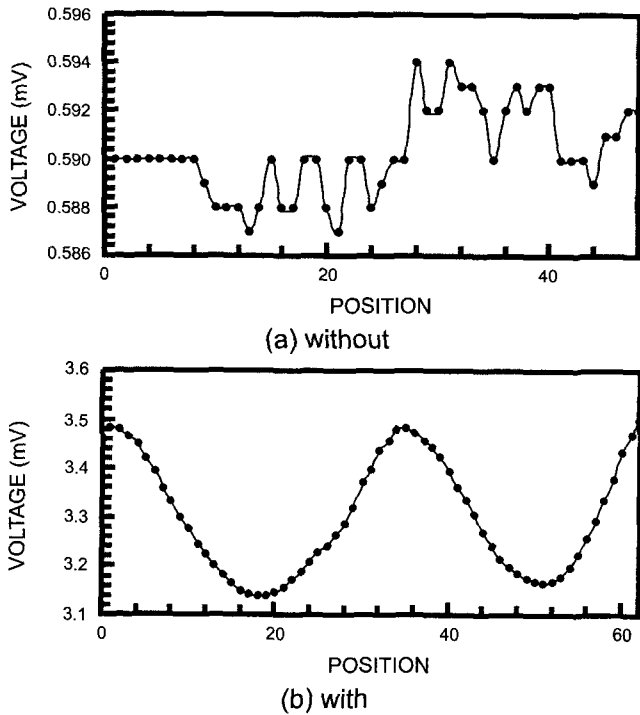 0.596
0.594
0.592
0.590
0.588
0.586
VOLTAGE (mV)
0 20 40
POSITION
(a) without
3.6
3.5
3.4
3.3
3.2
3.1
VOLTAGE (mV)
0 20 40 60
POSITION
(b) with